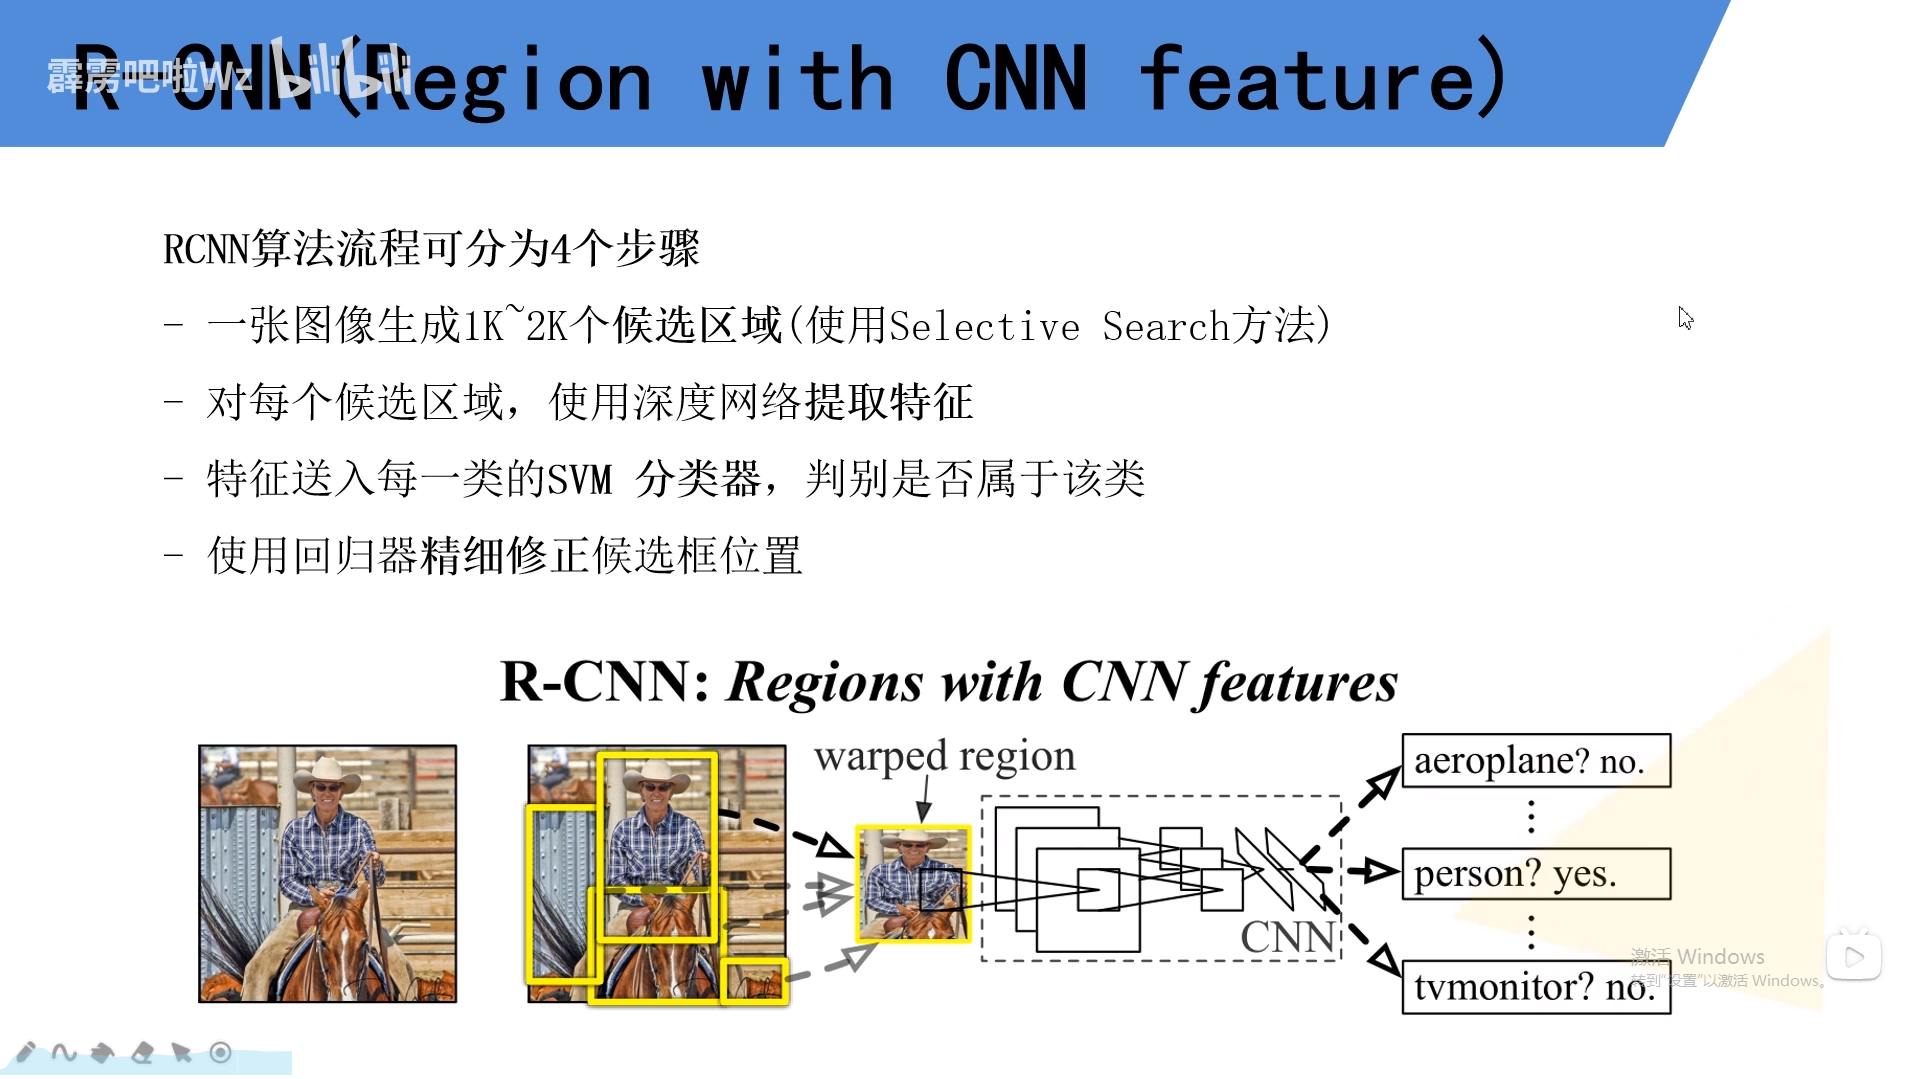 R-CNN(Region with CNN feature)
霹雳吧啦Wz bilibili
RCNN算法流程可分为4个步骤
- 一张图像生成1K~2K个候选区域(使用Selective Search方法)
- 对每个候选区域，使用深度网络提取特征
- 特征送入每一类的SVM 分类器，判别是否属于该类
- 使用回归器精细修正候选框位置
R-CNN: Regions with CNN features
warped region
aeroplane? no.
person? yes.
CNN
tvmonitor? no.
激活 Windows
转到“设置”以激活 Windows。